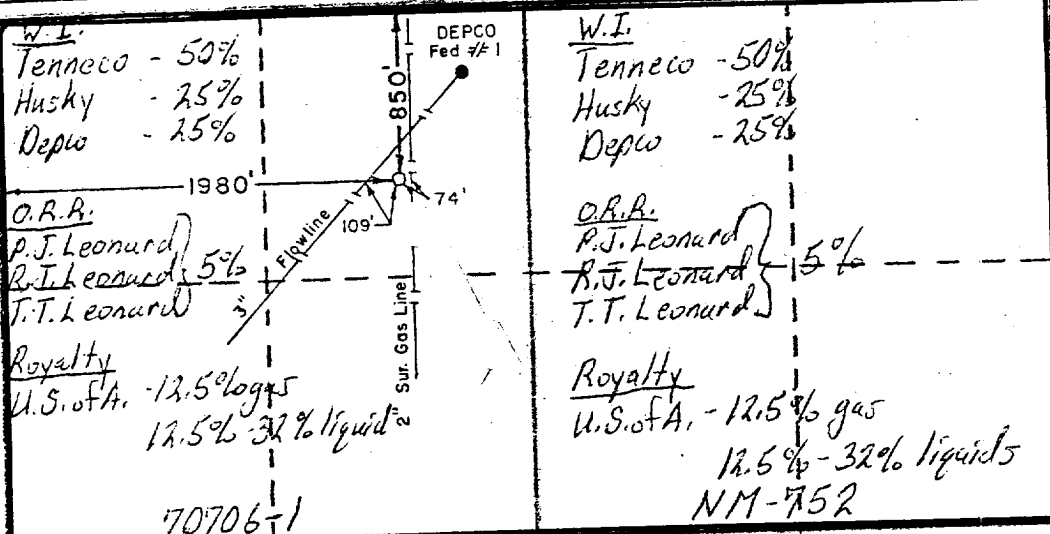 W.I.
Tenneco - 50%
Husky - 25%
Depco - 25%
DEPCO
Fed #1
850'
1980'
74'
109'
Flowline
3"
2" Sur. Gas Line
O.R.R.
P.J. Leonard
R.J. Leonard 5%
T.T. Leonard
Royalty
U.S. of A. - 12.5% gas
12.5% - 32% liquid
70706-1
W.I.
Tenneco - 50%
Husky - 25%
Depco - 25%
O.R.R.
P.J. Leonard
R.J. Leonard 5%
T.T. Leonard
Royalty
U.S. of A. - 12.5% gas
12.5% - 32% liquids
NM-752